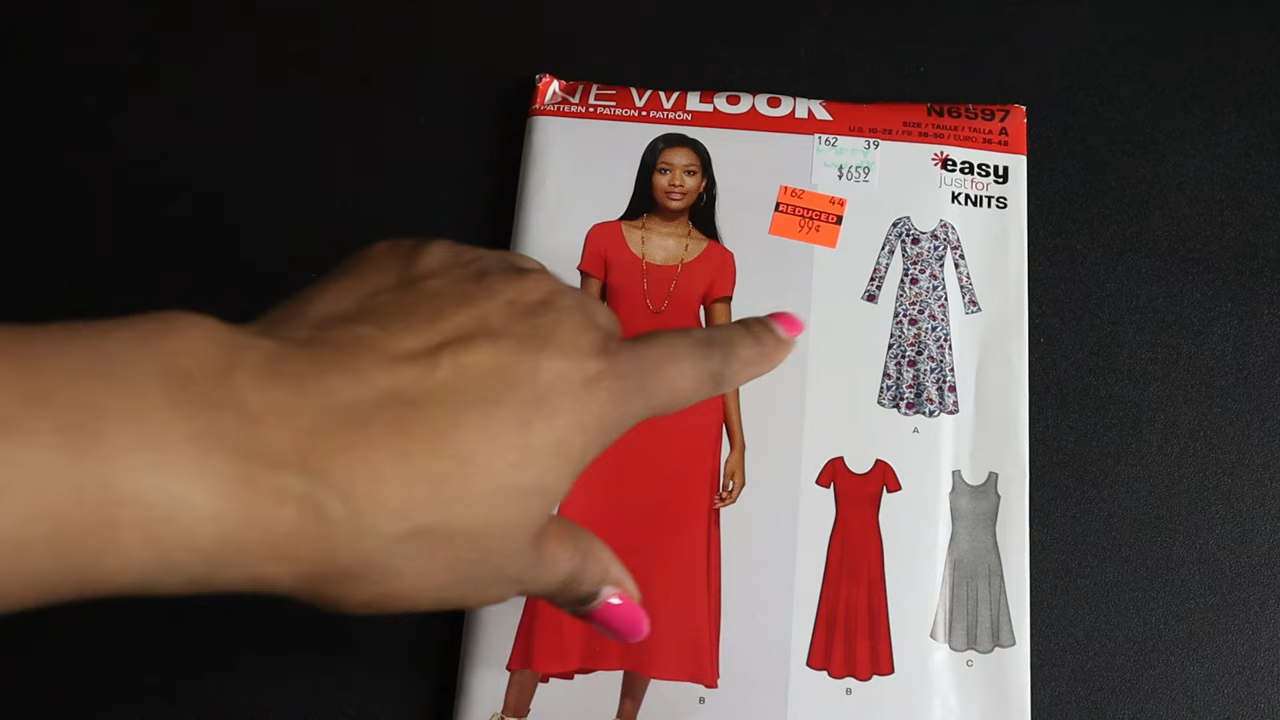 NEW LOOK
PATTERN • PATRON • PATRÓN
N6597
SIZE / TAILLE / TALLA A
U.S. 10-22 / FR. 38-50 / EURO. 36-48
162 39
$6.59
162 44
REDUCED
99¢
*easy
just for
KNITS
A
B
C
B